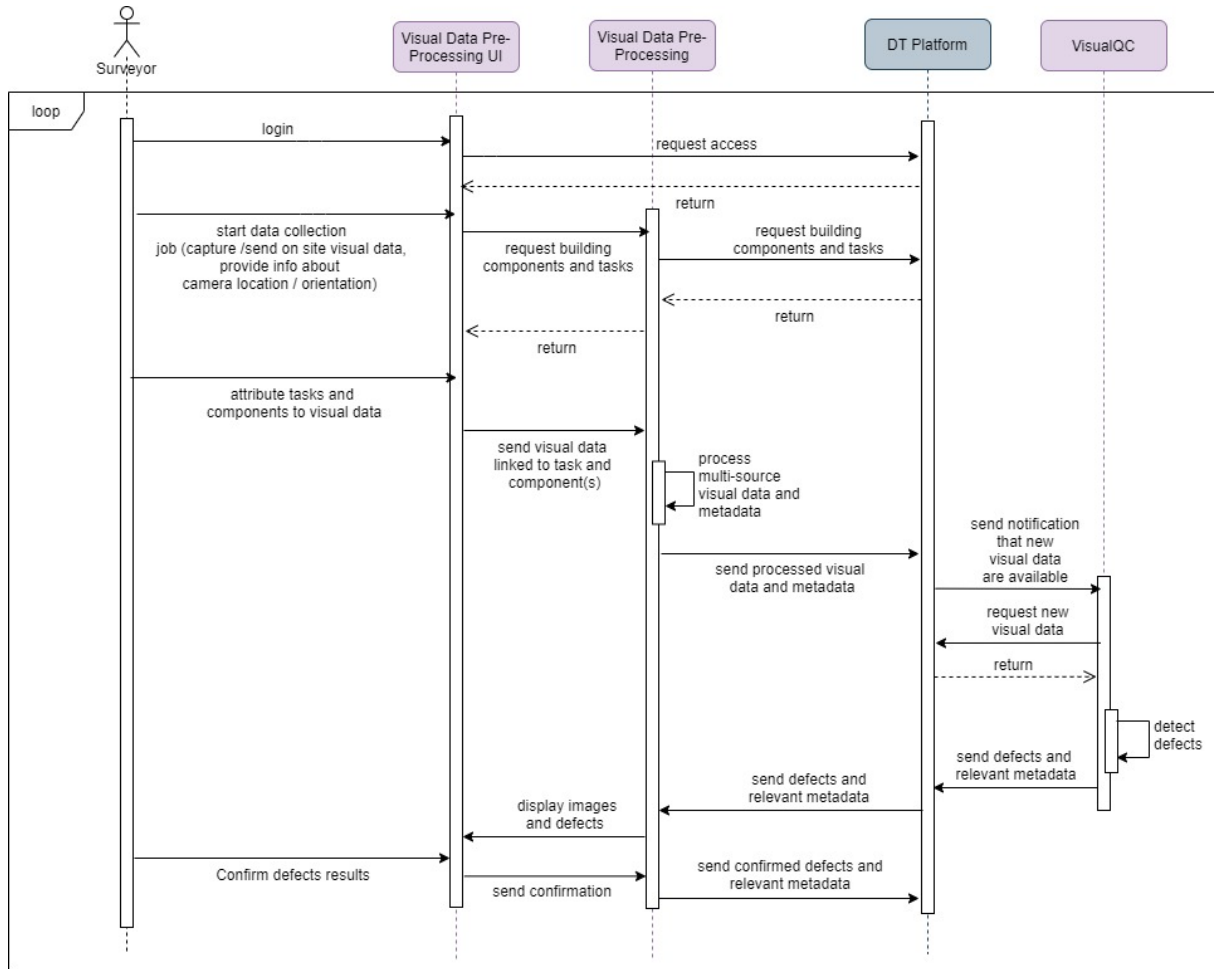 Surveyor
Visual Data Pre-
Processing UI
Visual Data Pre-
Processing
DT Platform
VisualQC
loop
login
request access
return
start data collection
job (capture /send on site visual data,
provide info about
camera location / orientation)
request building
components and tasks
request building
components and tasks
return
return
attribute tasks and
components to visual data
send visual data
linked to task and
component(s)
process
multi-source
visual data and
metadata
send processed visual
data and metadata
send notification
that new
visual data
are available
request new
visual data
return
detect
defects
send defects and
relevant metadata
send defects and
relevant metadata
display images
and defects
Confirm defects results
send confirmation
send confirmed defects and
relevant metadata